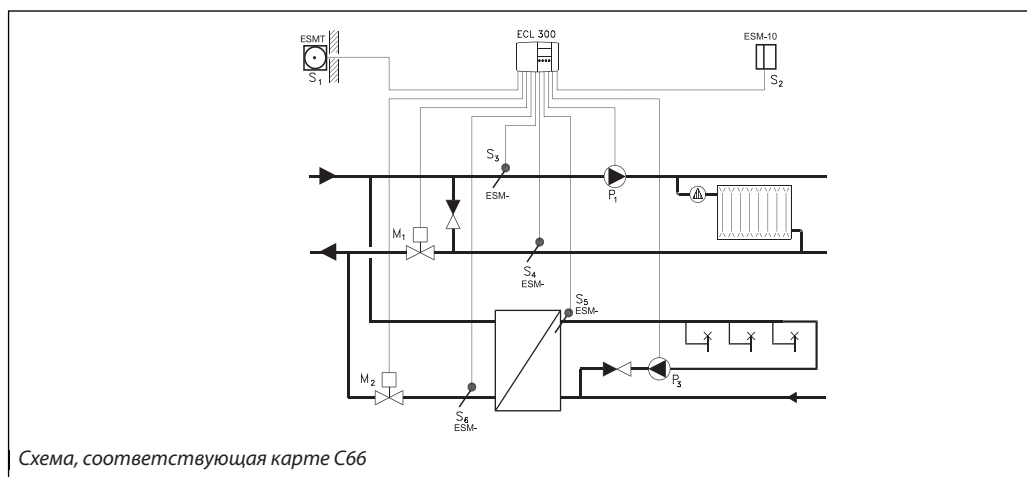 ESMT
S1
ECL 300
ESM-10
S2
S3
ESM-
P1
M1
S4
ESM-
S5
ESM-
M2
P3
S6
ESM-
Схема, соответствующая карте С66